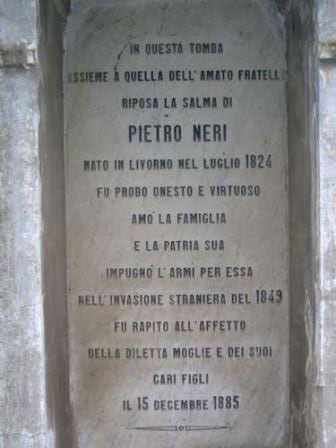 IN QUESTA TOMBA
ASSIEME A QUELLA DELL'AMATO FRATELLO
RIPOSA LA SALMA DI
PIETRO NERI
NATO IN LIVORNO NEL LUGLIO 1824
FU PROBO ONESTO E VIRTUOSO
AMÒ LA FAMIGLIA
E LA PATRIA SUA
IMPUGNO L'ARMI PER ESSA
NELL'INVASIONE STRANIERA DEL 1849
FU RAPITO ALL'AFFETTO
DELLA DILETTA MOGLIE E DEI SUOI
CARI FIGLI
IL 15 DECEMBRE 1885